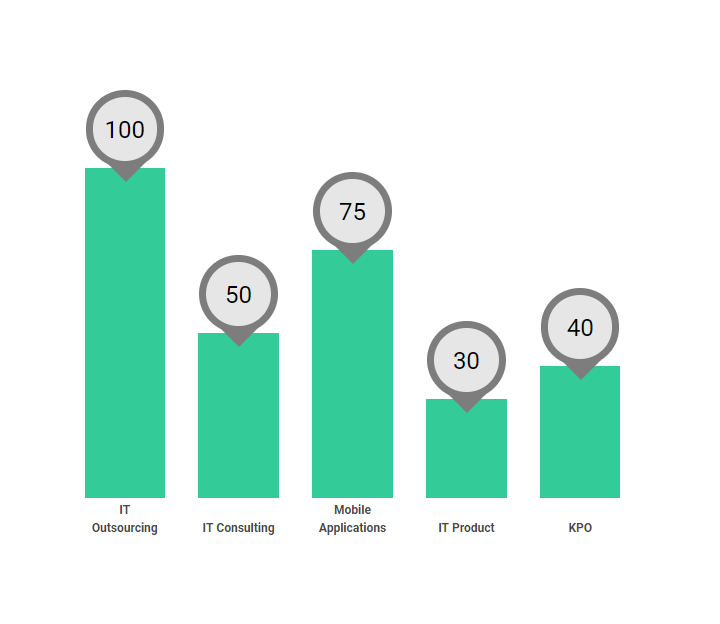 100
50
75
30
40
IT
Outsourcing
IT Consulting
Mobile
Applications
IT Product
KPO